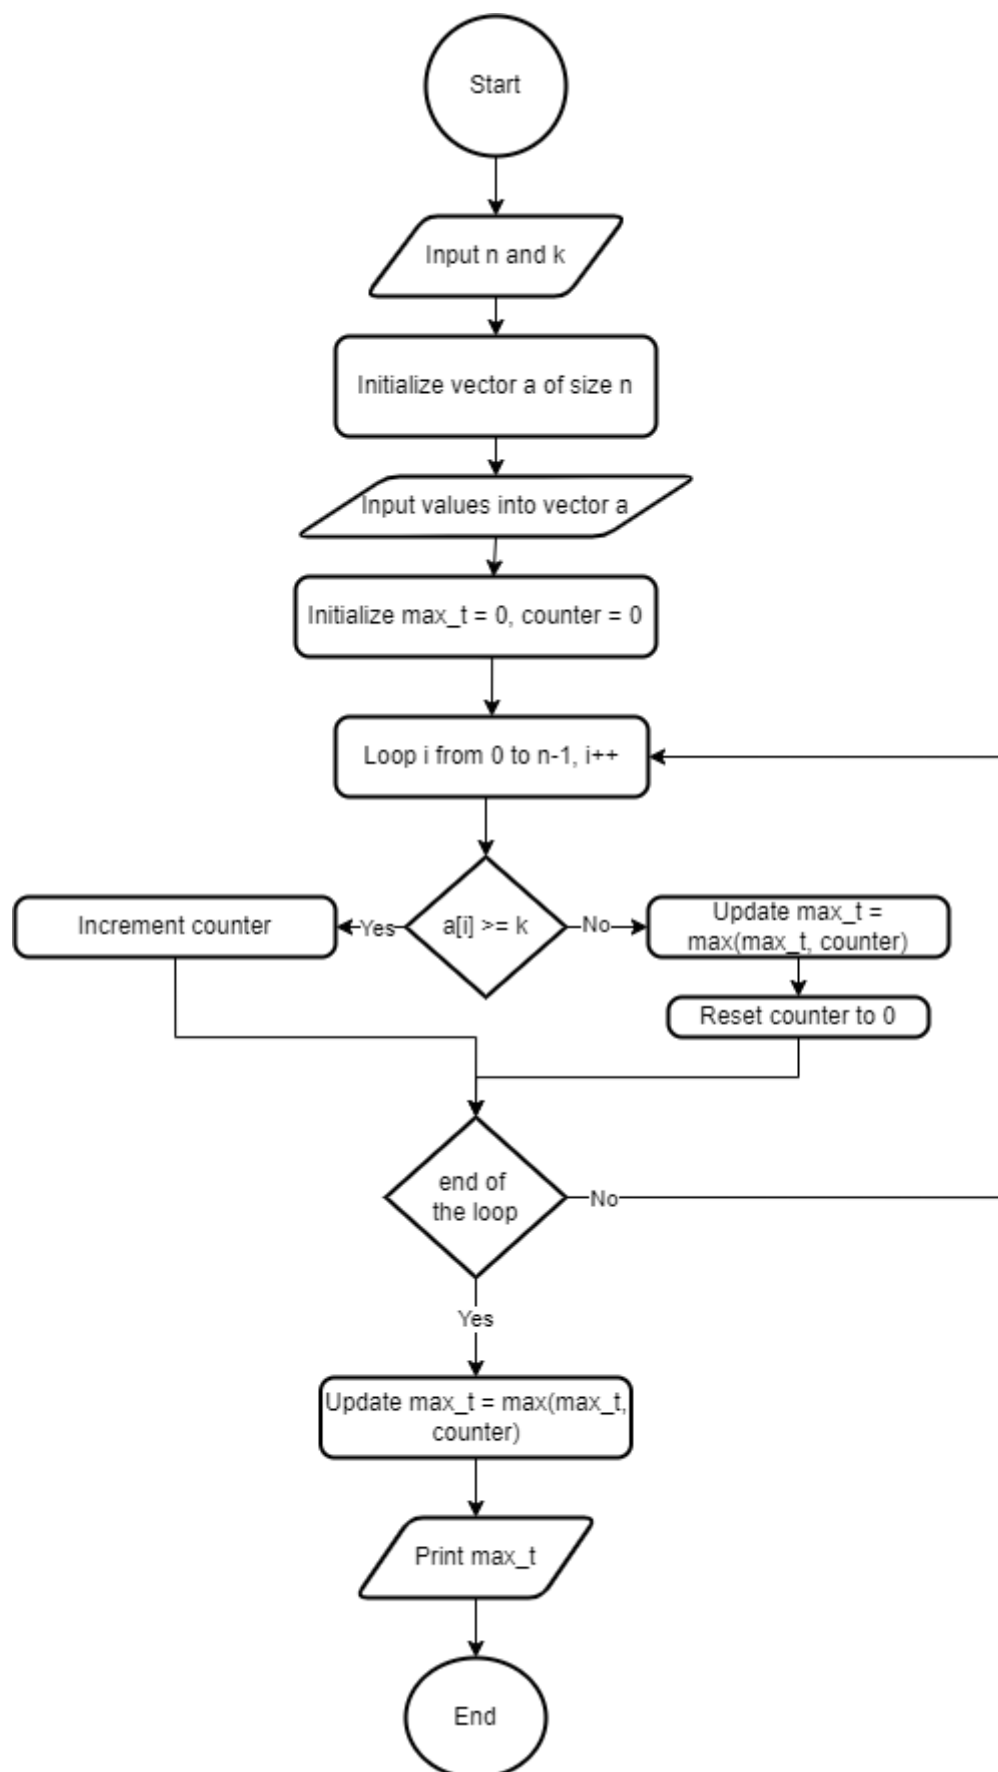 Start
Input n and k
Initialize vector a of size n
Input values into vector a
Initialize max_t = 0, counter = 0
Loop i from 0 to n-1, i++
Increment counter
Yes
a[i] >= k
No
Update max_t =
max(max_t, counter)
Reset counter to 0
end of
the loop
No
Yes
Update max_t = max(max_t,
counter)
Print max_t
End